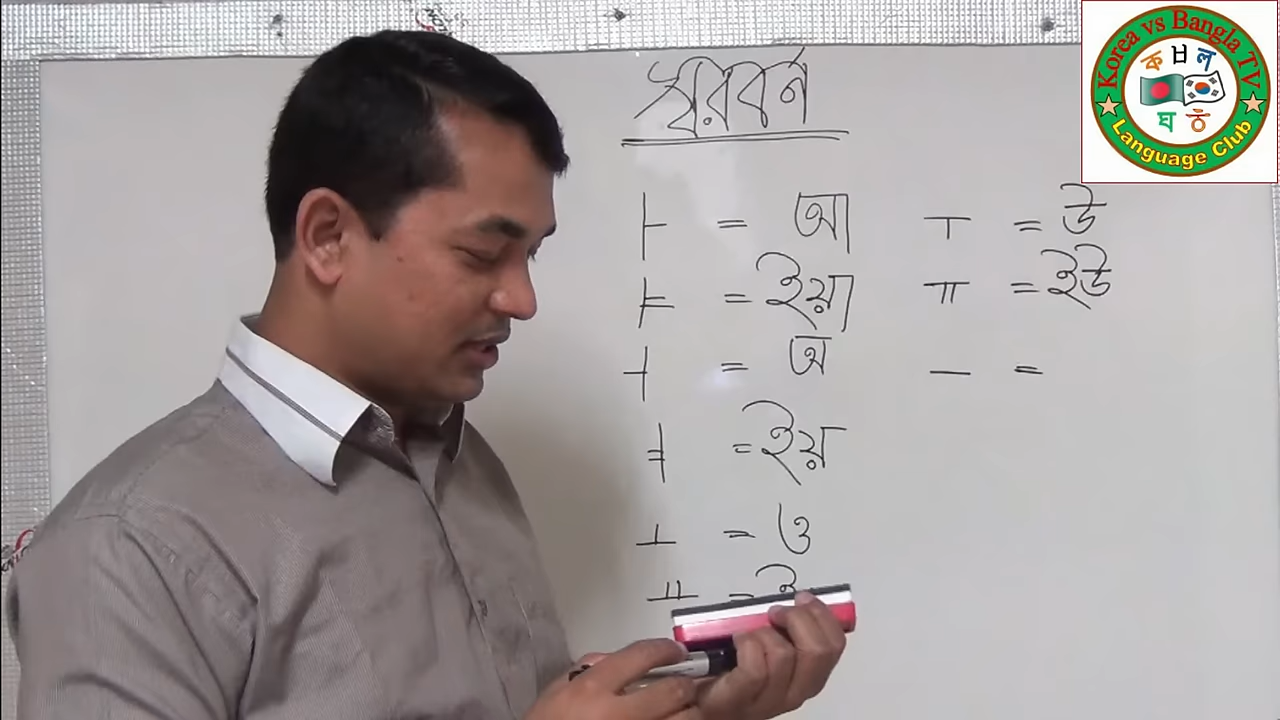 Korea vs Bangla TV
ক ㅂ ল
ঘ ㅎ
Language Club
স্বরবর্ন
ㅏ = আ ㅜ = উ
ㅑ = ইয়া ㅠ = ইউ
ㅓ = অ ㅡ =
ㅕ = ইয়
ㅗ = ও
ㅛ = ই